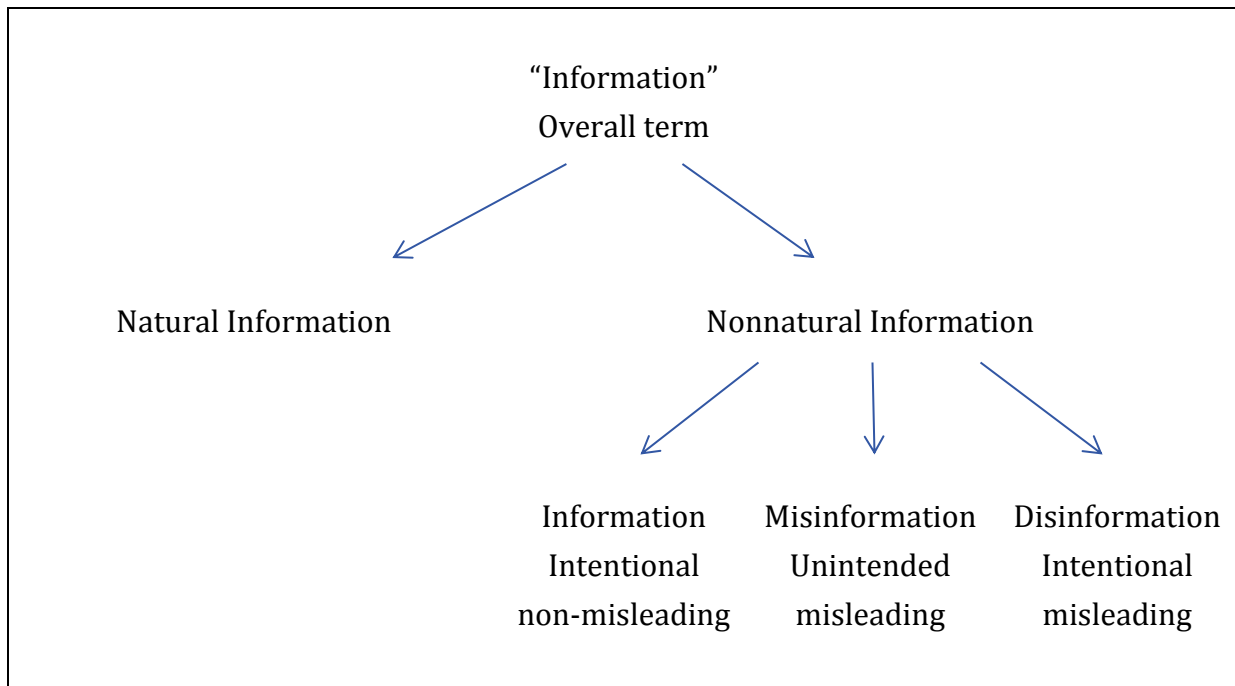 “Information”
Overall term
Natural Information
Nonnatural Information
Information
Intentional
non-misleading
Misinformation
Unintended
misleading
Disinformation
Intentional
misleading